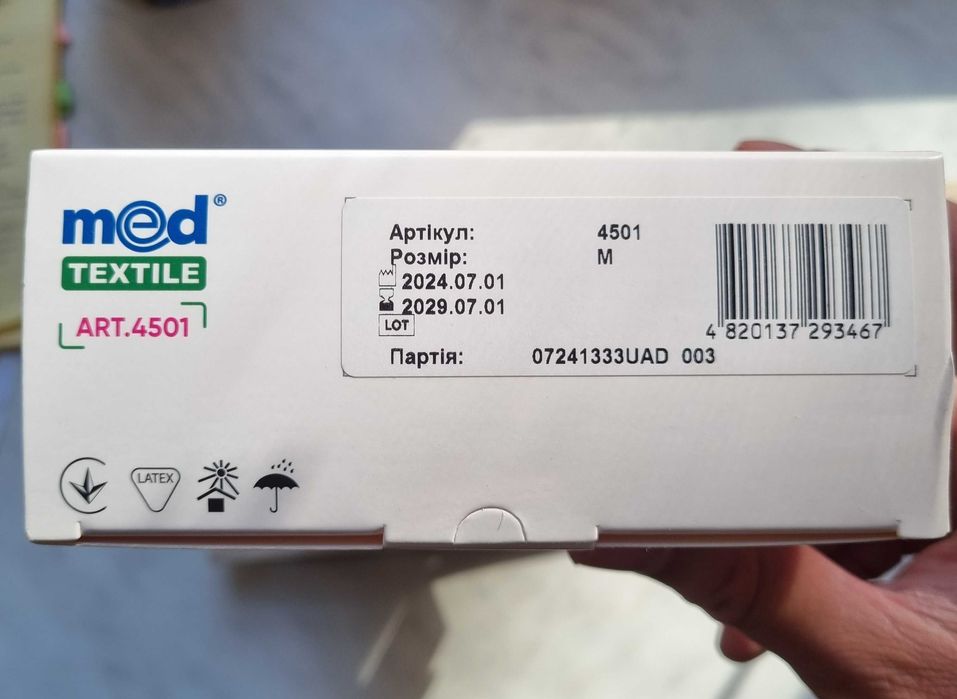 med®
TEXTILE
ART.4501
Артікул: 4501
Розмір: M
2024.07.01
2029.07.01
LOT
Партія: 07241333UAD 003
4 820137 293467
LATEX